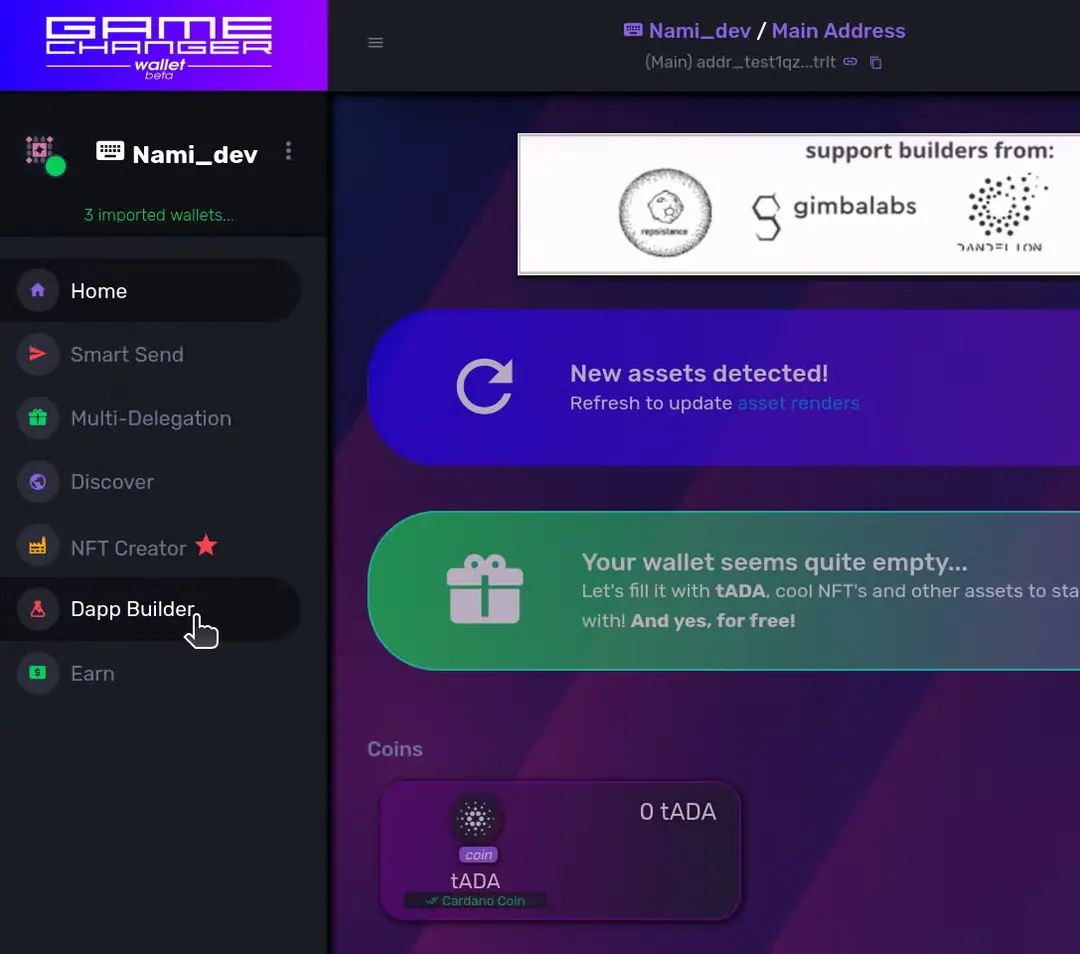 GAME
CHANGER
wallet
beta
Nami_dev / Main Address
(Main) addr_test1qz...trlt
Nami_dev
3 imported wallets...
Home
Smart Send
Multi-Delegation
Discover
NFT Creator
Dapp Builder
Earn
support builders from:
repsistance
gimbalabs
DANDELION
New assets detected!
Refresh to update asset renders
Your wallet seems quite empty...
Let's fill it with tADA, cool NFT's and other assets to sta
with! And yes, for free!
Coins
0 tADA
coin
tADA
Cardano Coin